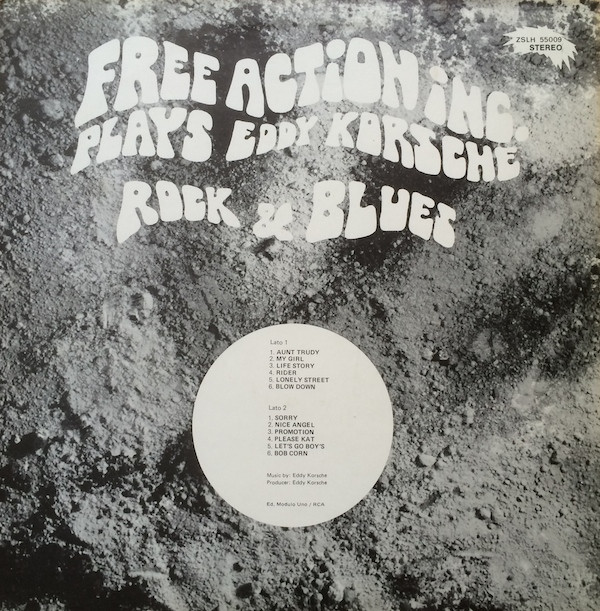 ZSLH 55009
STEREO
FREE ACTiON iNC.
PLAYS EDDY KORSCHE
ROCK & BLUES
Lato 1
1. AUNT TRUDY
2. MY GIRL
3. LIFE STORY
4. RIDER
5. LONELY STREET
6. BLOW DOWN
Lato 2
1. SORRY
2. NICE ANGEL
3. PROMOTION
4. PLEASE KAT
5. LET'S GO BOY'S
6. BOB CORN
Music by: Eddy Korsche
Producer: Eddy Korsche
Ed. Modulo Uno / RCA